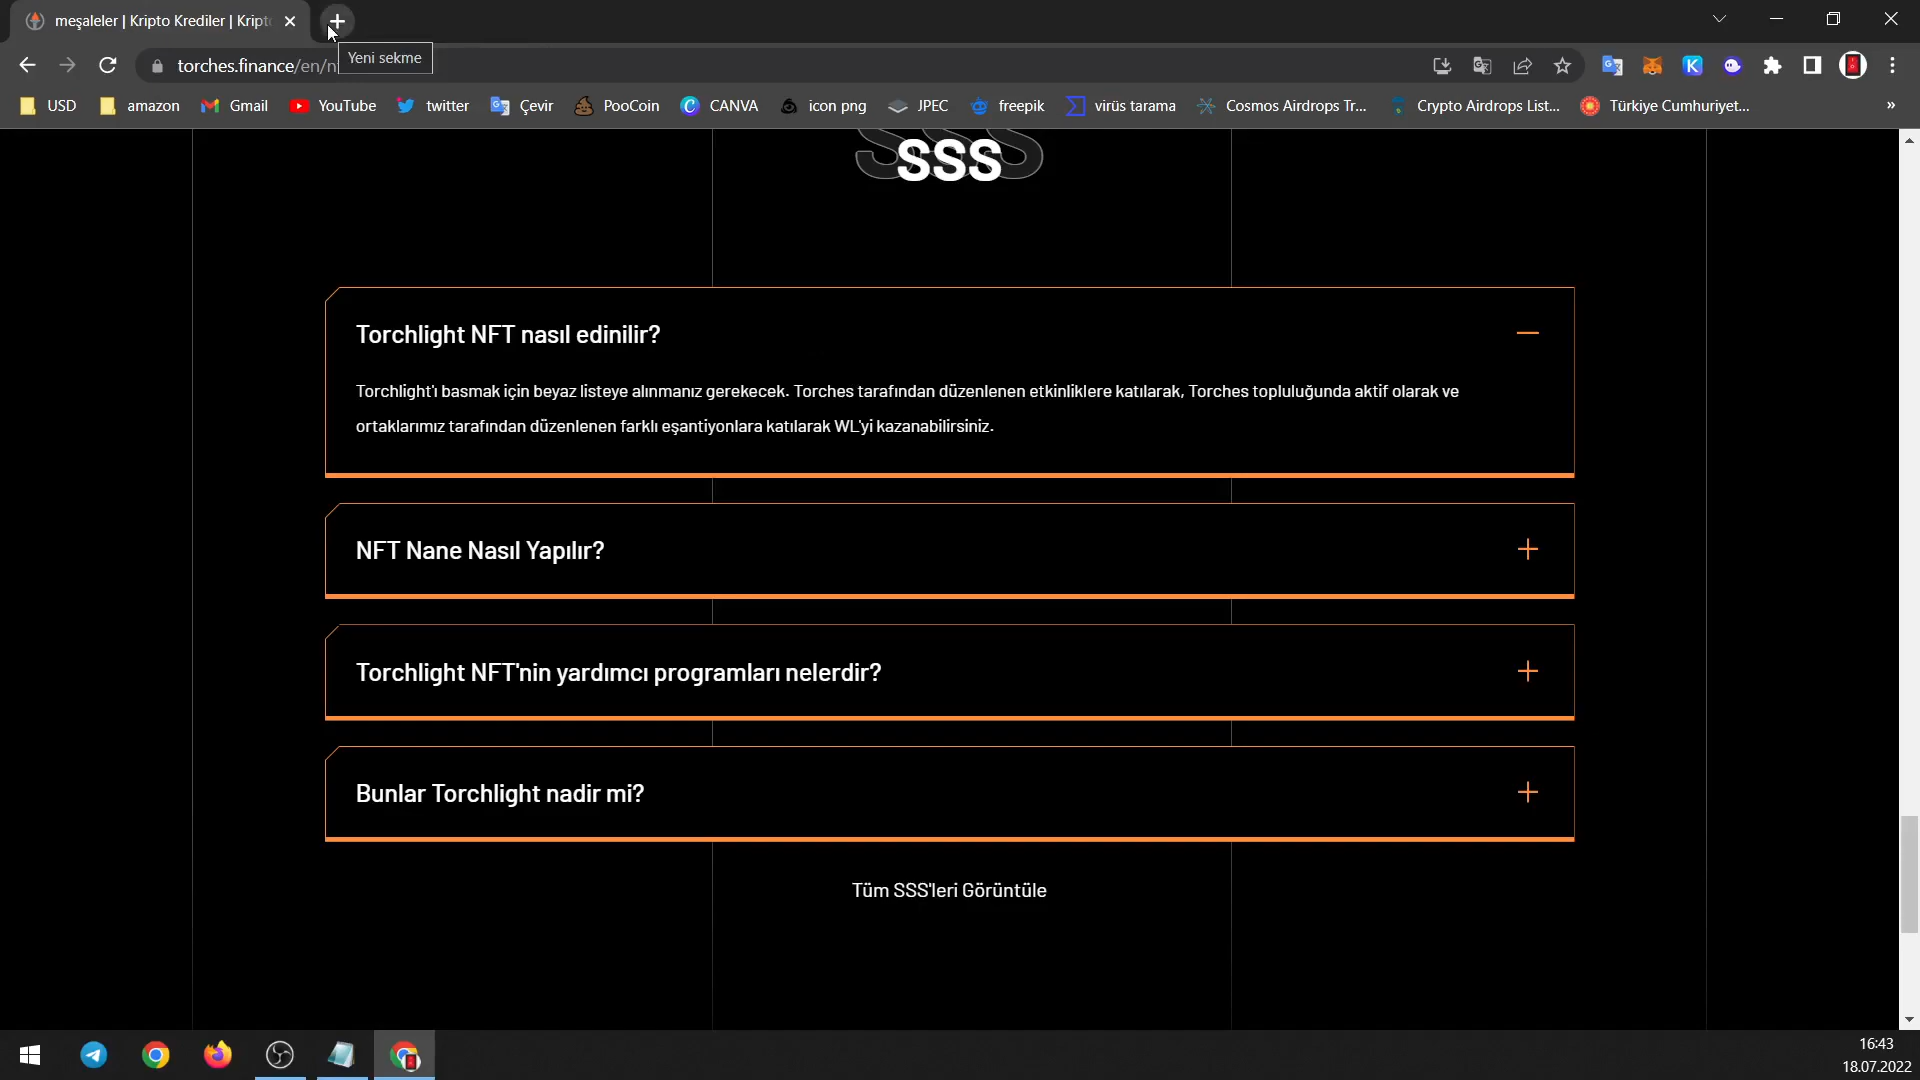 meşaleler | Kripto Krediler | Kript
Yeni sekme
torches.finance/en/n
USD
amazon
Gmail
YouTube
twitter
Çevir
PooCoin
CANVA
icon png
JPEC
freepik
virüs tarama
Cosmos Airdrops Tr...
Crypto Airdrops List...
Türkiye Cumhuriyet...
»
SSS
SSS
Torchlight NFT nasıl edinilir?
Torchlight'ı basmak için beyaz listeye alınmanız gerekecek. Torches tarafından düzenlenen etkinliklere katılarak, Torches topluluğunda aktif olarak ve
ortaklarımız tarafından düzenlenen farklı eşantiyonlara katılarak WL'yi kazanabilirsiniz.
NFT Nane Nasıl Yapılır?
Torchlight NFT'nin yardımcı programları nelerdir?
Bunlar Torchlight nadir mi?
Tüm SSS'leri Görüntüle
16:43
18.07.2022